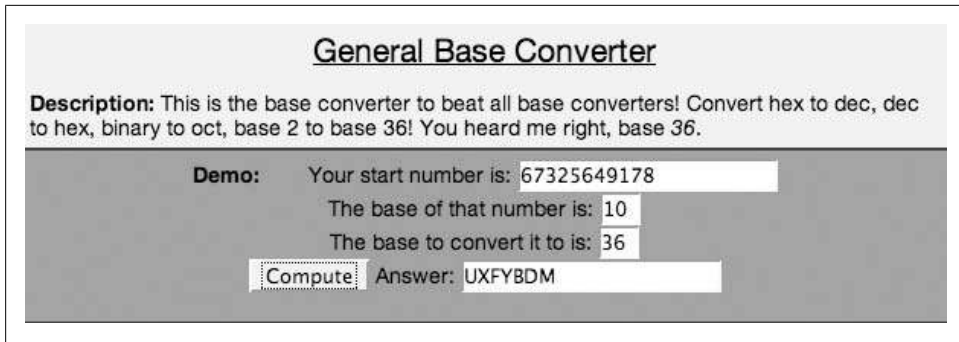 General Base Converter
Description: This is the base converter to beat all base converters! Convert hex to dec, dec
to hex, binary to oct, base 2 to base 36! You heard me right, base 36.
Demo: Your start number is: 67325649178
The base of that number is: 10
The base to convert it to is: 36
Compute Answer: UXFYBDM